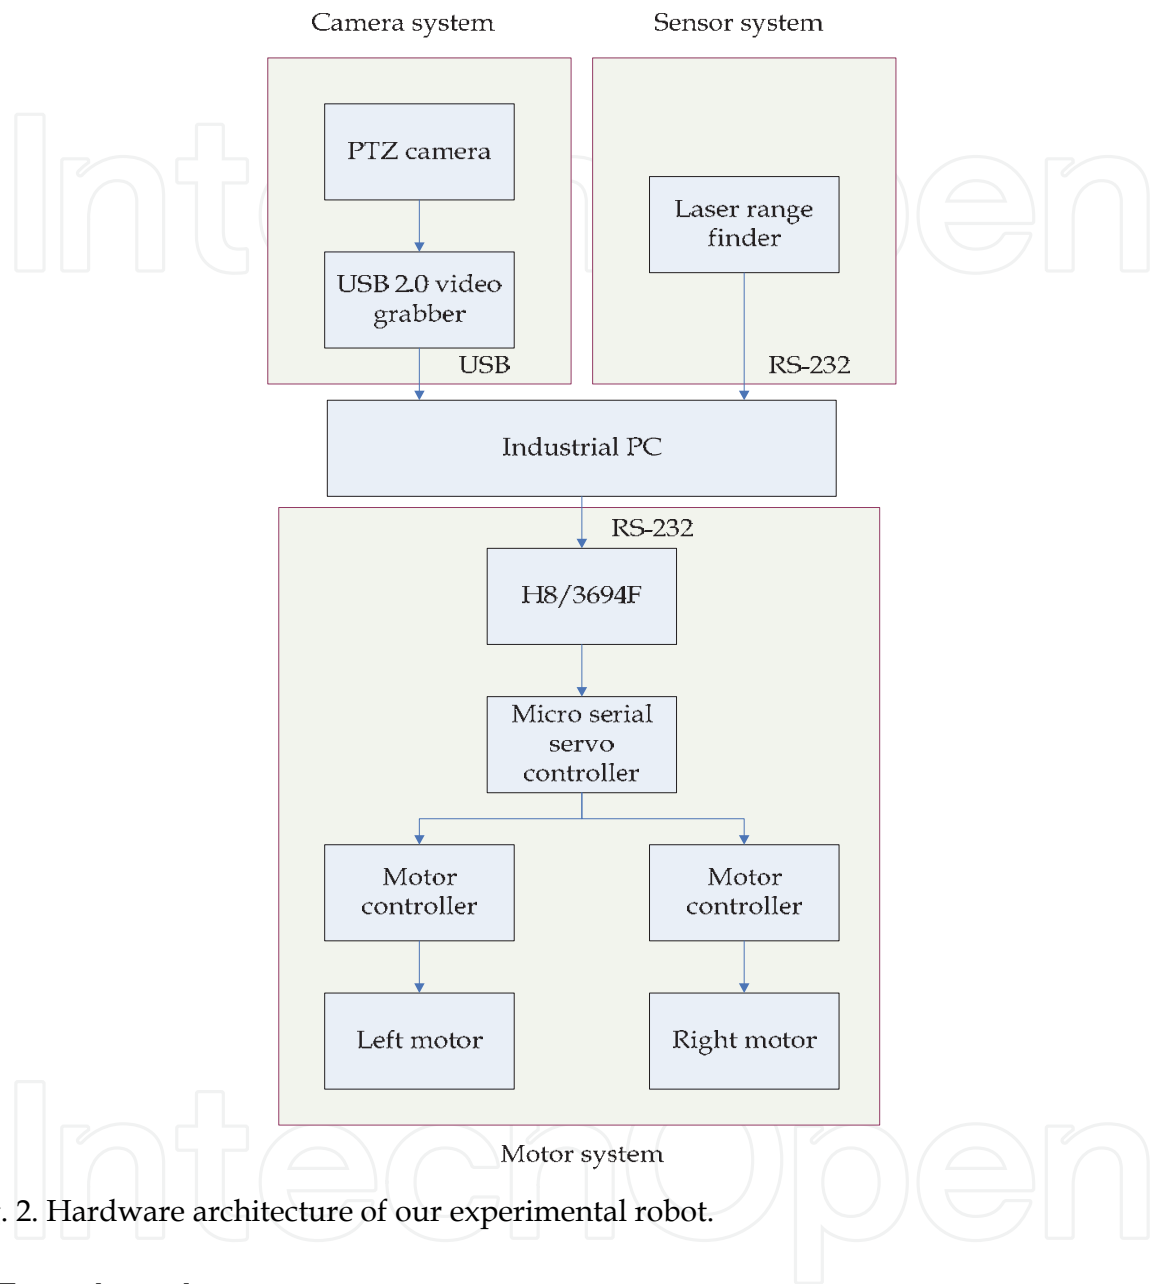 Camera system
Sensor system
PTZ camera
Laser range
finder
USB 2.0 video
grabber
USB
RS-232
Industrial PC
RS-232
H8/3694F
Micro serial
servo
controller
Motor
controller
Motor
controller
Left motor
Right motor
Motor system
. 2. Hardware architecture of our experimental robot.
IntechOpen
IntechOpen